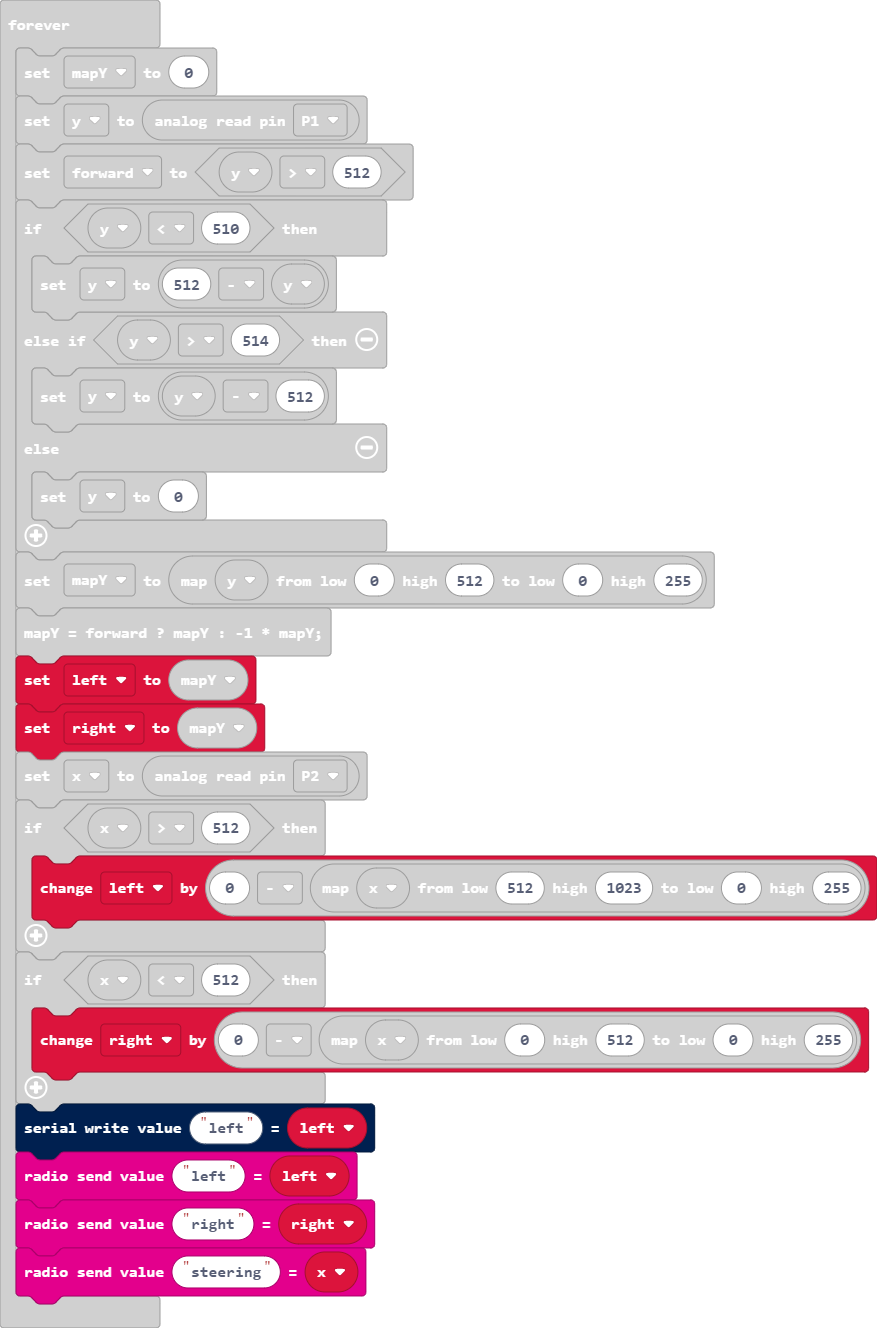 forever
set mapY to 0
set y to analog read pin P1
set forward to y > 512
if y < 510 then
set y to 512 - y
else if y > 514 then
set y to y - 512
else
set y to 0
set mapY to map y from low 0 high 512 to low 0 high 255
mapY = forward ? mapY : -1 * mapY;
set left to mapY
set right to mapY
set x to analog read pin P2
if x > 512 then
change left by 0 - map x from low 512 high 1023 to low 0 high 255
if x < 512 then
change right by 0 - map x from low 0 high 512 to low 0 high 255
serial write value "left" = left
radio send value "left" = left
radio send value "right" = right
radio send value "steering" = x